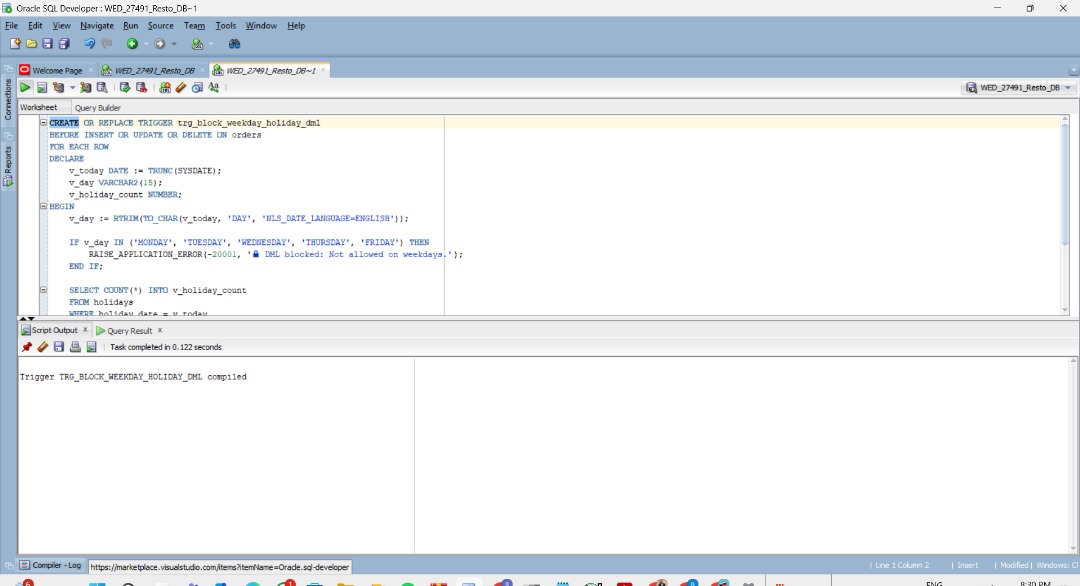 Oracle SQL Developer : WED_27491_Resto_DB~1
File Edit View Navigate Run Source Team Tools Window Help
Welcome Page WED_27491_Resto_DB WED_27491_Resto_DB~1
WED_27491_Resto_DB
Connections
Reports
Worksheet Query Builder
CREATE OR REPLACE TRIGGER trg_block_weekday_holiday_dml
BEFORE INSERT OR UPDATE OR DELETE ON orders
FOR EACH ROW
DECLARE
v_today DATE := TRUNC(SYSDATE);
v_day VARCHAR2(15);
v_holiday_count NUMBER;
BEGIN
v_day := RTRIM(TO_CHAR(v_today, 'DAY', 'NLS_DATE_LANGUAGE=ENGLISH'));
IF v_day IN ('MONDAY', 'TUESDAY', 'WEDNESDAY', 'THURSDAY', 'FRIDAY') THEN
RAISE_APPLICATION_ERROR(-20001, '🔒 DML blocked: Not allowed on weekdays.');
END IF;
SELECT COUNT(*) INTO v_holiday_count
FROM holidays
WHERE holiday_date = v_today
Script Output x Query Result x
Task completed in 0.122 seconds
Trigger TRG_BLOCK_WEEKDAY_HOLIDAY_DML compiled
Compiler - Log https://marketplace.visualstudio.com/items?itemName=Oracle.sql-developer
Line 1 Column 2 | Insert | Modified | Windows: C
ENG 8:30 PM